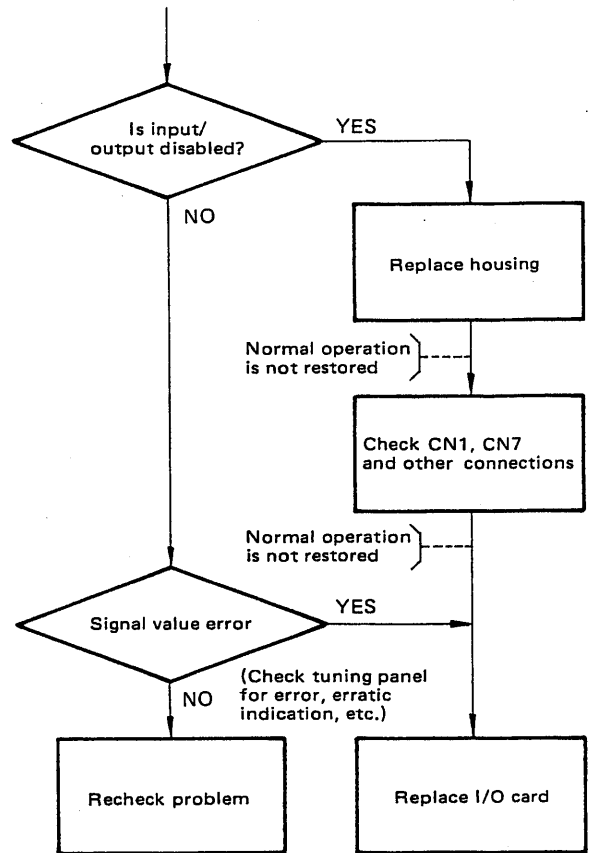 Is input/
output disabled?
YES
NO
Replace housing
Normal operation
is not restored
Check CN1, CN7
and other connections
Normal operation
is not restored
Signal value error
YES
(Check tuning panel
for error, erratic
indication, etc.)
NO
Recheck problem
Replace I/O card